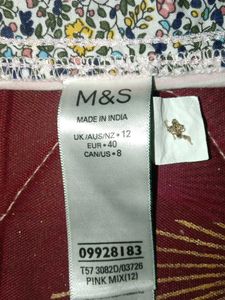 M&S
MADE IN INDIA
UK/AUS/NZ • 12
EUR • 40
CAN/US • 8
09928183
T57 3082D/03726
PINK MIX(12)